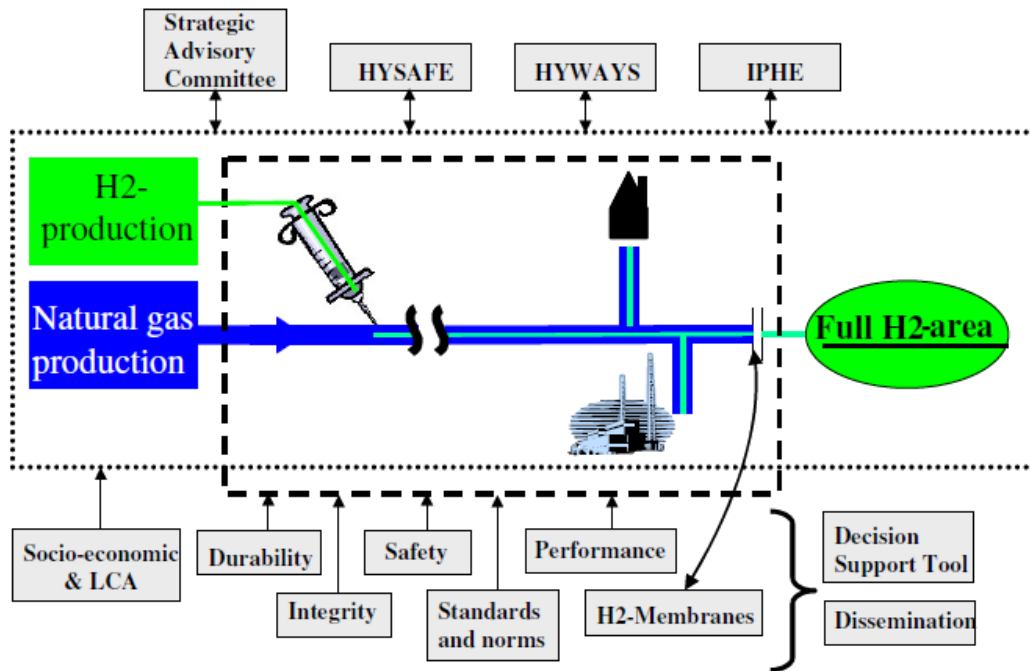 Strategic
Advisory
Committee
HYSAFE
HYWAYS
IPHE
H2-
production
Natural gas
production
Full H2-area
Socio-economic
& LCA
Durability
Integrity
Safety
Standards
and norms
Performance
H2-Membranes
Decision
Support Tool
Dissemination